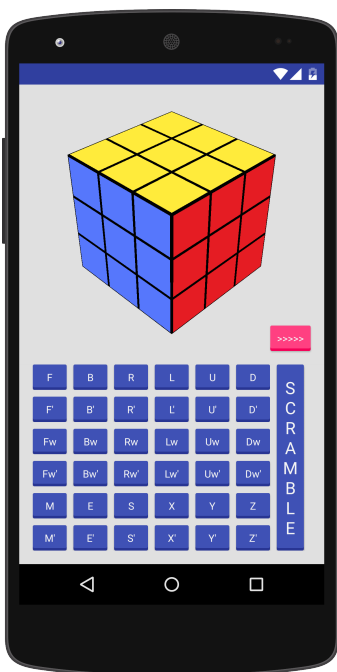 >>>>>
F B R L U D
F' B' R' L' U' D'
Fw Bw Rw Lw Uw Dw
Fw' Bw' Rw' Lw' Uw' Dw'
M E S X Y Z
M' E' S' X' Y' Z'
SCRAMBLE